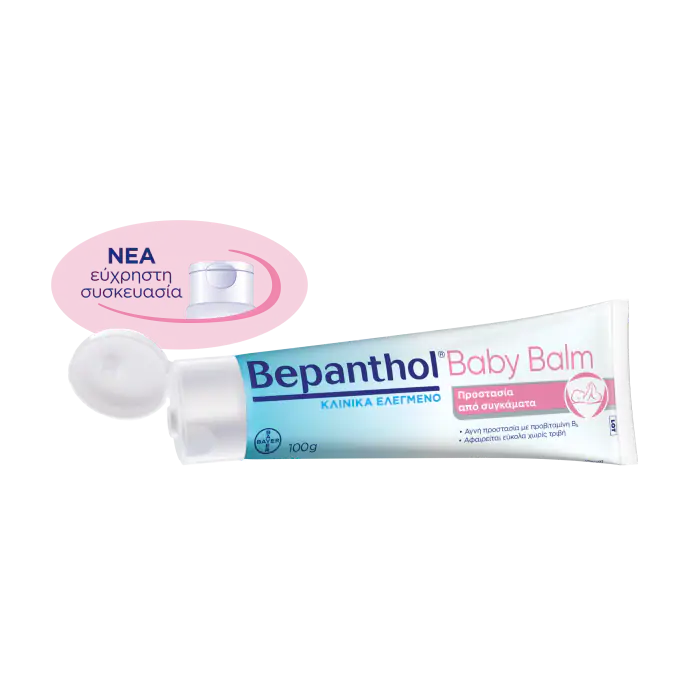 ΝΕΑ
εύχρηστη
συσκευασία
Bepanthol® Baby Balm
ΚΛΙΝΙΚΑ ΕΛΕΓΜΕΝΟ
Προστασία
από συγκάματα
• Αγνή προστασία με προβιταμίνη B₅
• Αφαιρείται εύκολα χωρίς τριβή
BAYER
BAYER
100g
LOT